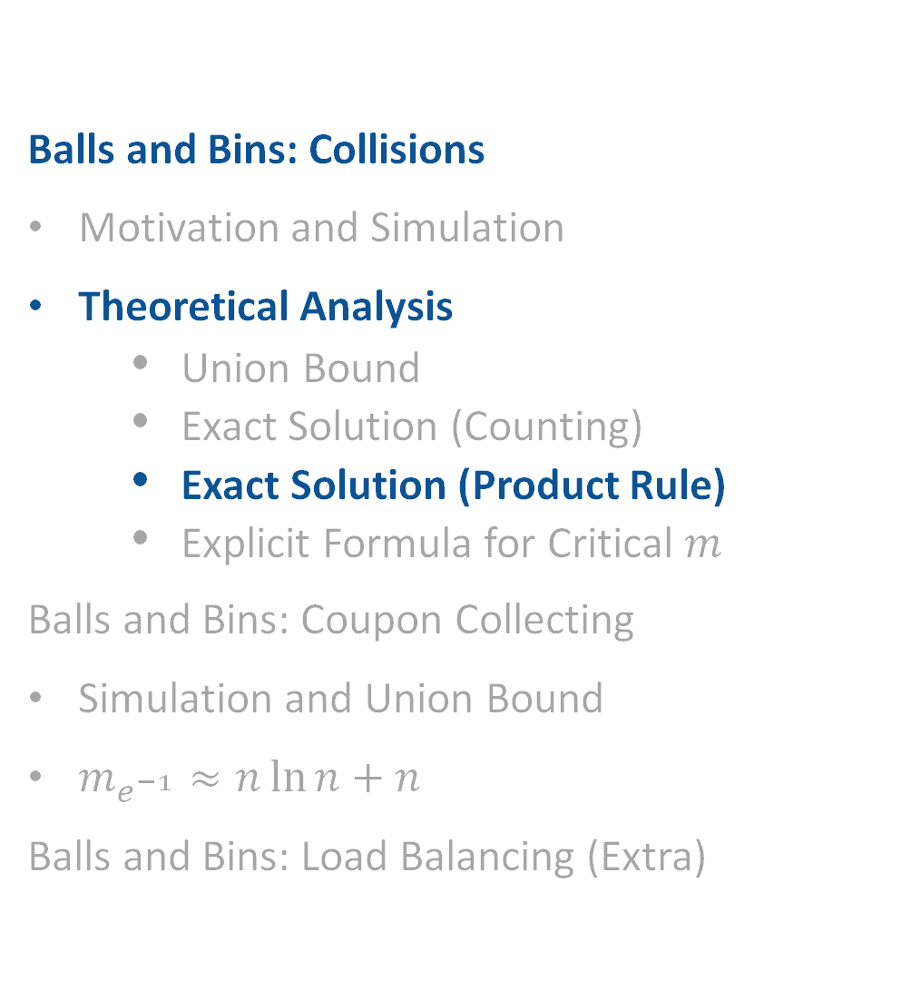 Balls and Bins: Collisions
• Motivation and Simulation
• Theoretical Analysis
• Union Bound
• Exact Solution (Counting)
• Exact Solution (Product Rule)
• Explicit Formula for Critical 𝑚
Balls and Bins: Coupon Collecting
• Simulation and Union Bound
• 𝑚_{𝑒^{−1}} ≈ 𝑛 ln 𝑛 + 𝑛
Balls and Bins: Load Balancing (Extra)